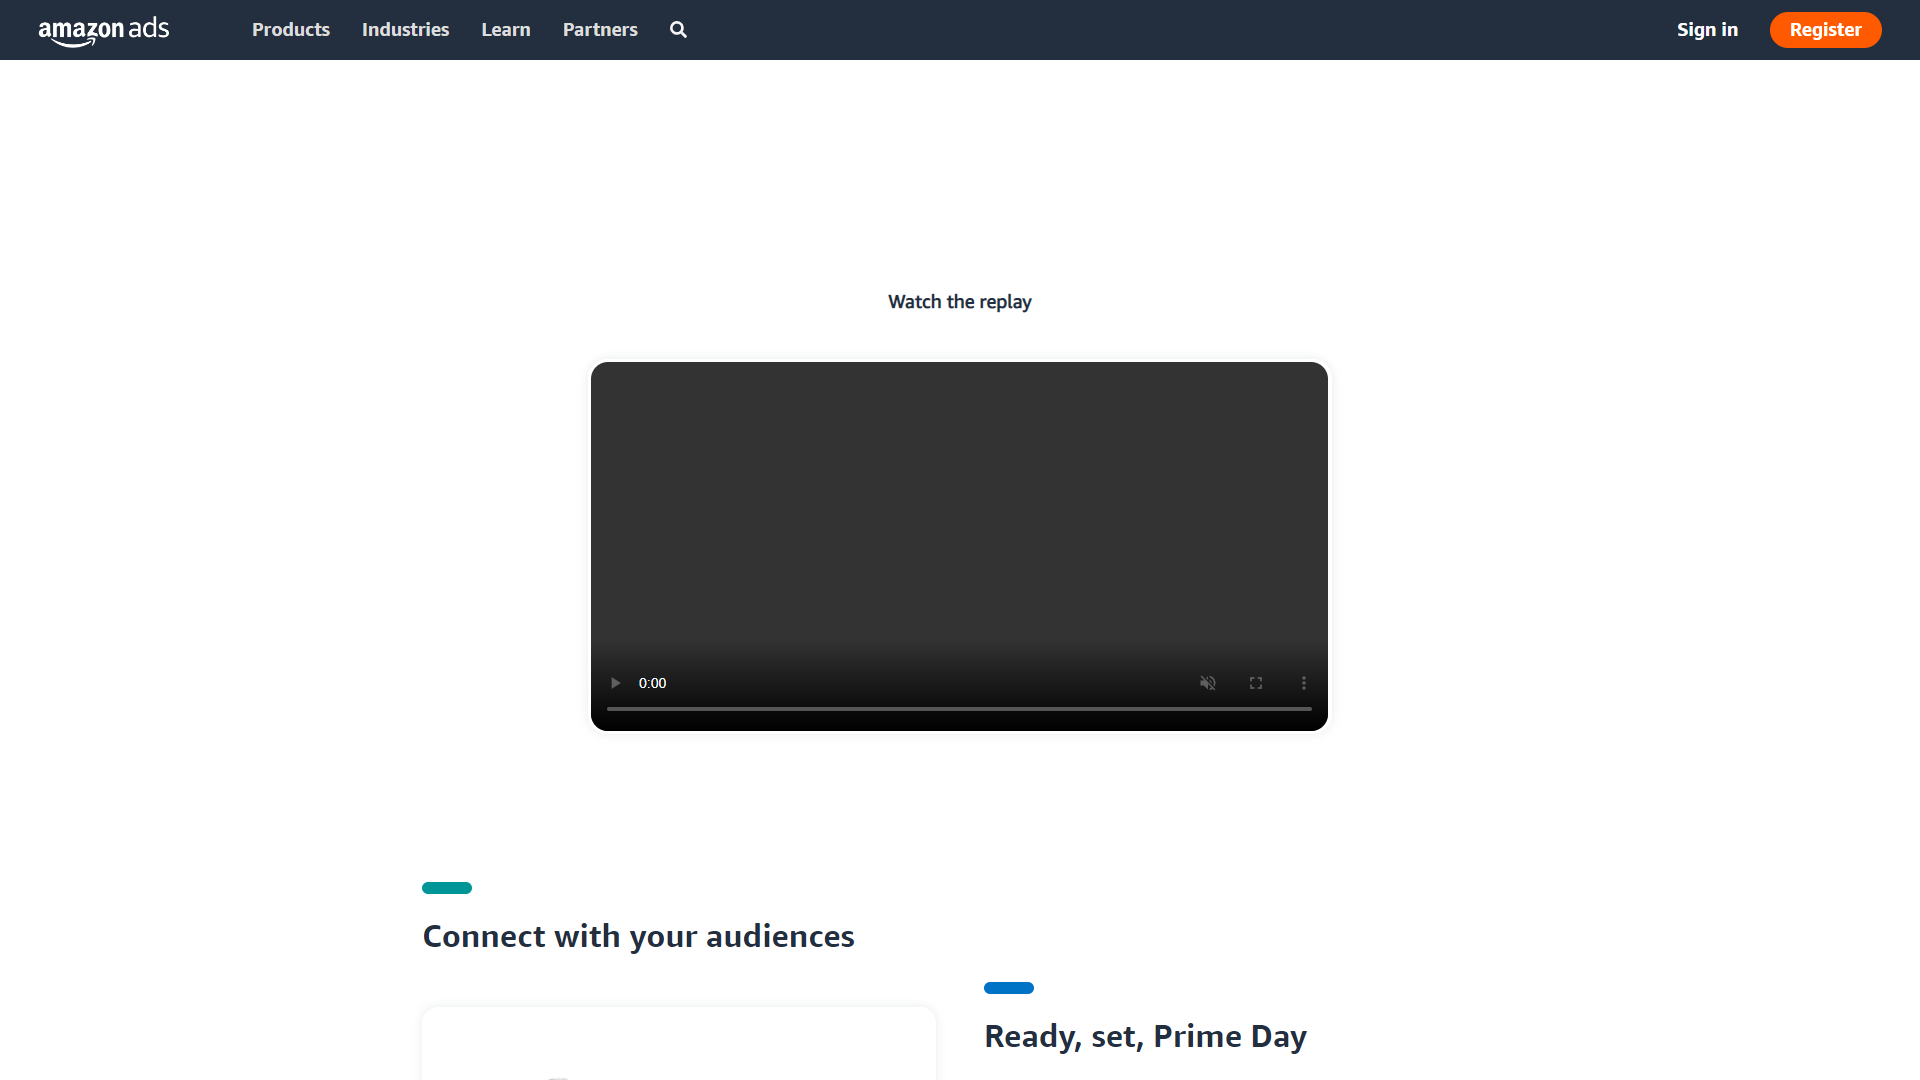 amazon ads
Products
Industries
Learn
Partners
Sign in
Register
Watch the replay
0:00
Connect with your audiences
Ready, set, Prime Day